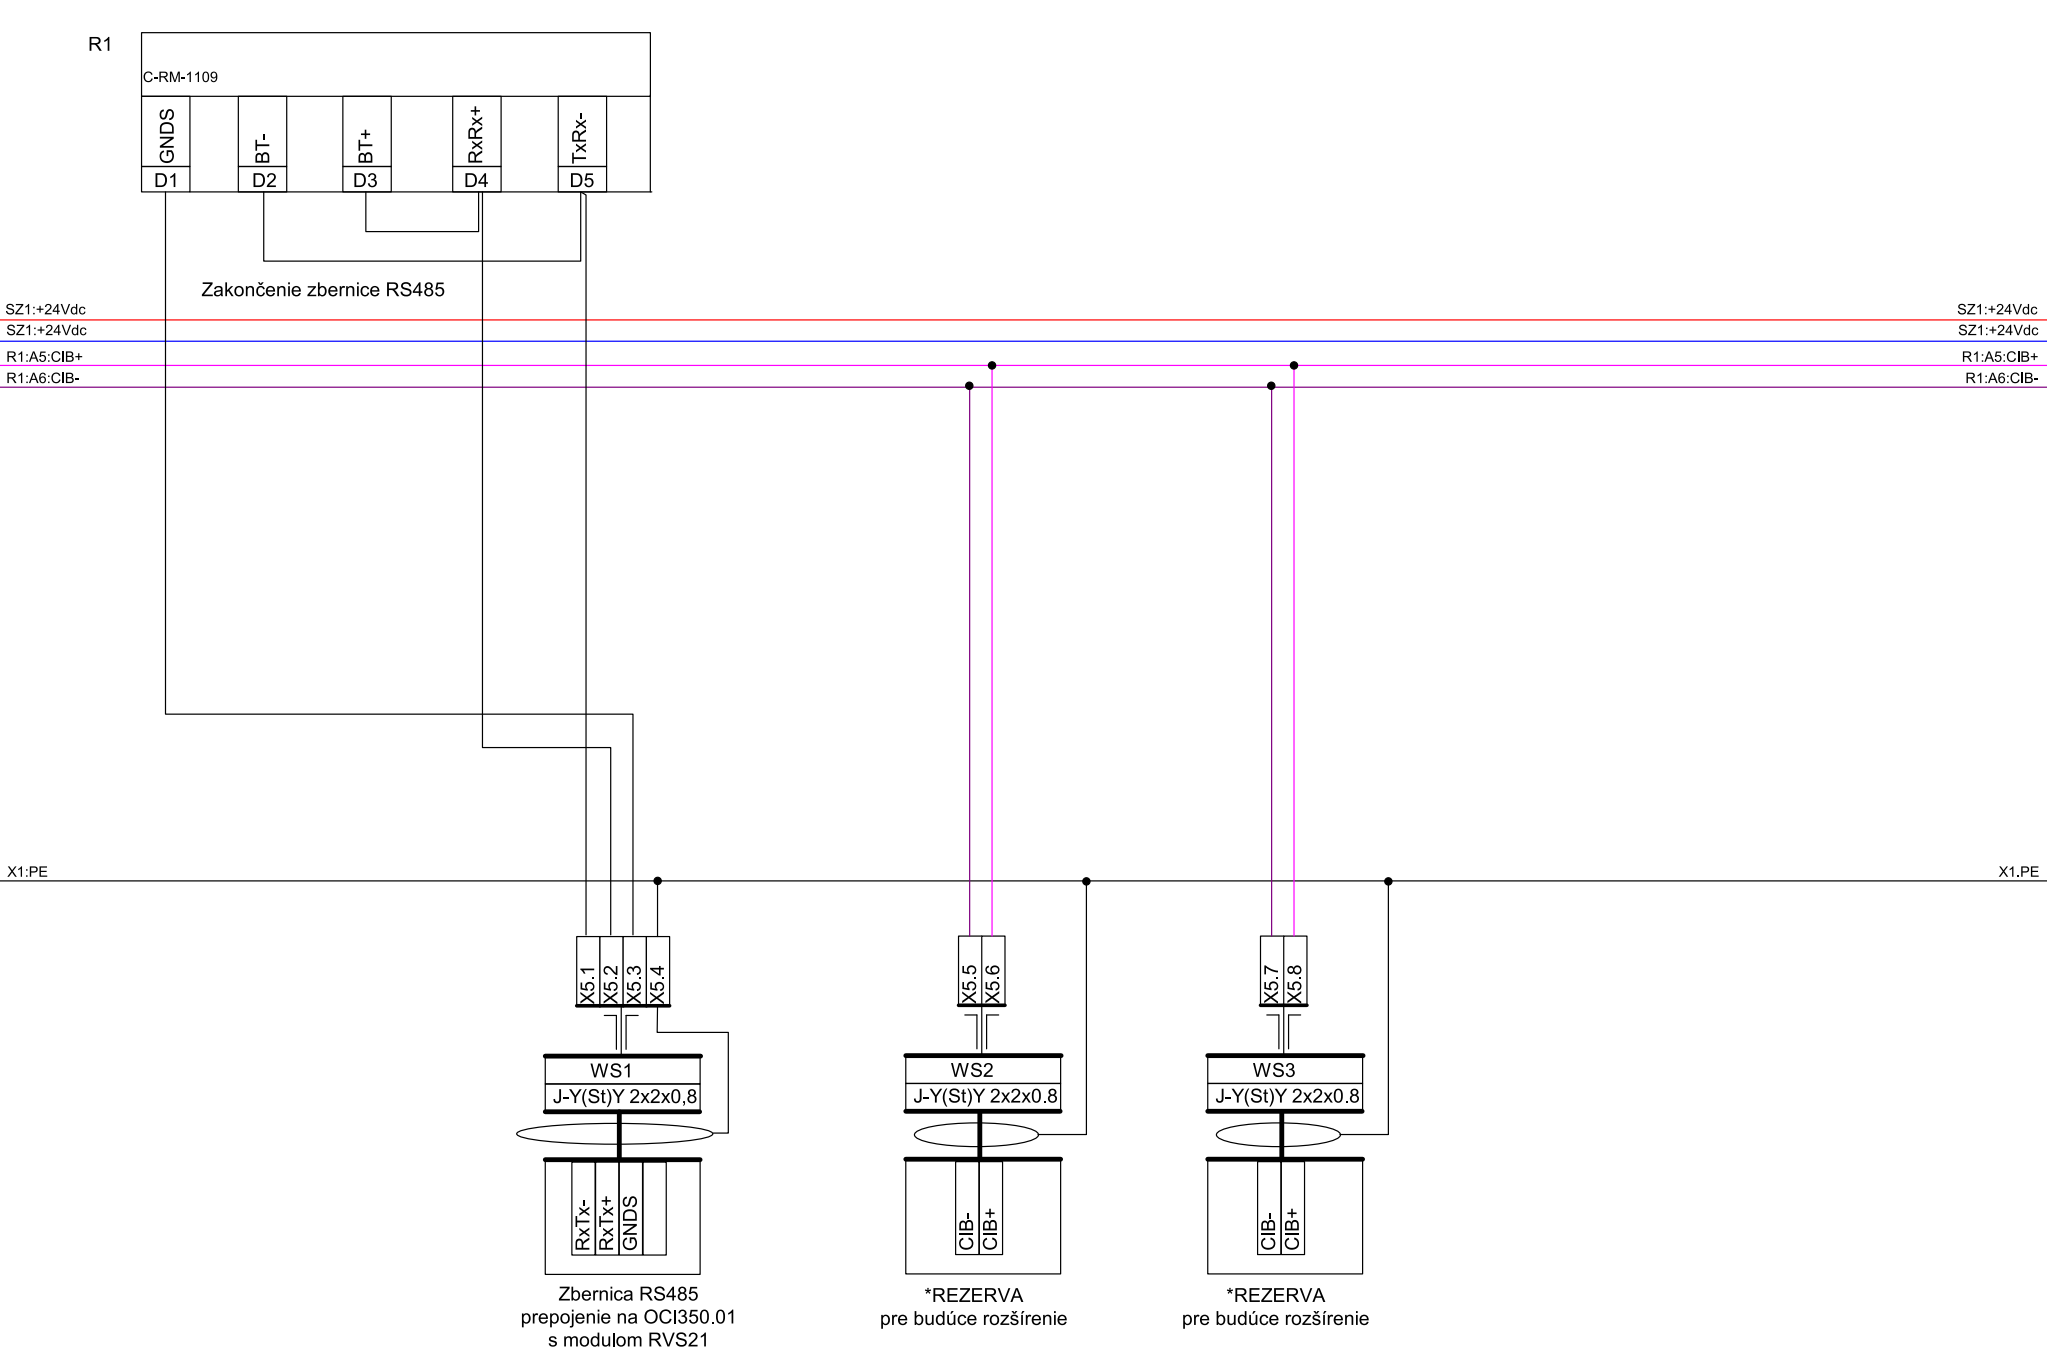 R1
C-RM-1109
GNDS
BT-
BT+
RxRx+
TxRx-
D1
D2
D3
D4
D5
Zakončenie zbernice RS485
SZ1:+24Vdc
SZ1:+24Vdc
SZ1:+24Vdc
SZ1:+24Vdc
R1:A5:CIB+
R1:A5:CIB+
R1:A6:CIB-
R1:A6:CIB-
X1:PE
X1.PE
X5.1
X5.2
X5.3
X5.4
X5.5
X5.6
X5.7
X5.8
WS1
J-Y(St)Y 2x2x0,8
WS2
J-Y(St)Y 2x2x0.8
WS3
J-Y(St)Y 2x2x0.8
RxTx-
RxTx+
GNDS
CIB-
CIB+
CIB-
CIB+
Zbernica RS485
prepojenie na OCI350.01
s modulom RVS21
*REZERVA
pre budúce rozšírenie
*REZERVA
pre budúce rozšírenie